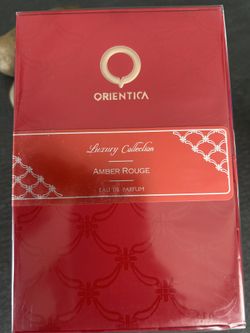 ORIENTICA
Luxury Collection
AMBER ROUGE
EAU DE PARFUM